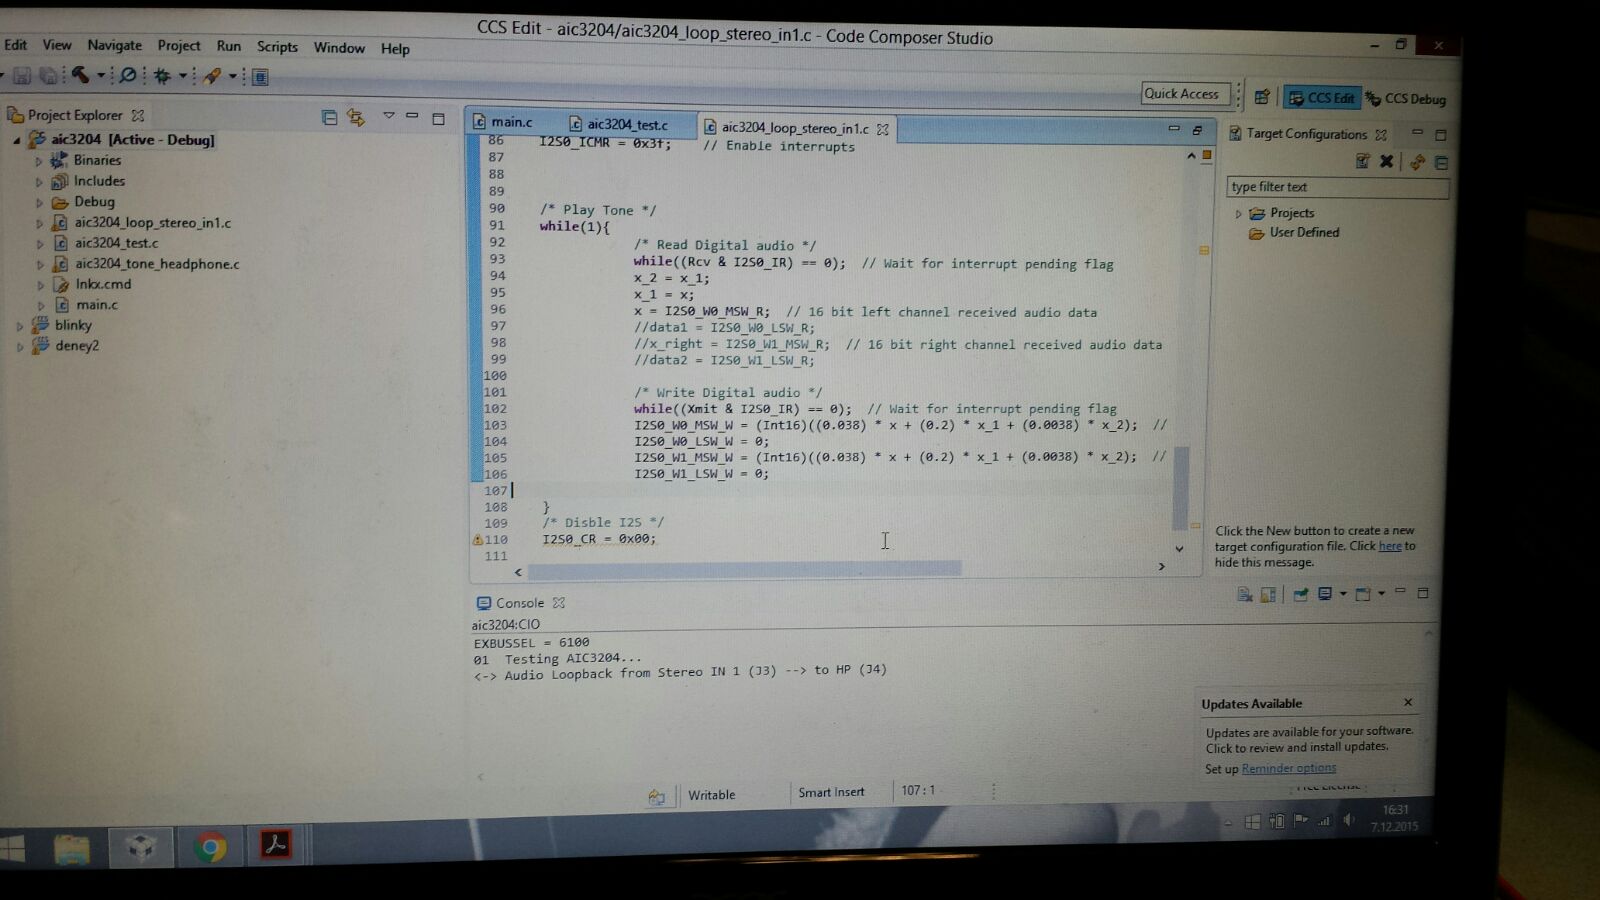 CCS Edit - aic3204/aic3204_loop_stereo_in1.c - Code Composer Studio
Edit View Navigate Project Run Scripts Window Help
Quick Access
CCS Edit
CCS Debug
Project Explorer
aic3204 [Active - Debug]
Binaries
Includes
Debug
aic3204_loop_stereo_in1.c
aic3204_test.c
aic3204_tone_headphone.c
lnkx.cmd
main.c
blinky
deney2
main.c
aic3204_test.c
aic3204_loop_stereo_in1.c
86 I2S0_ICMR = 0x3f; // Enable interrupts
87
88
89
90 /* Play Tone */
91 while(1){
92 /* Read Digital audio */
93 while((Rcv & I2S0_IR) == 0); // Wait for interrupt pending flag
94 x_2 = x_1;
95 x_1 = x;
96 x = I2S0_W0_MSW_R; // 16 bit left channel received audio data
97 //data1 = I2S0_W0_LSW_R;
98 //x_right = I2S0_W1_MSW_R; // 16 bit right channel received audio data
99 //data2 = I2S0_W1_LSW_R;
100
101 /* Write Digital audio */
102 while((Xmit & I2S0_IR) == 0); // Wait for interrupt pending flag
103 I2S0_W0_MSW_W = (Int16)((0.038) * x + (0.2) * x_1 + (0.0038) * x_2); //
104 I2S0_W0_LSW_W = 0;
105 I2S0_W1_MSW_W = (Int16)((0.038) * x + (0.2) * x_1 + (0.0038) * x_2); //
106 I2S0_W1_LSW_W = 0;
107
108 }
109 /* Disble I2S */
110 I2S0_CR = 0x00;
111
Target Configurations
type filter text
Projects
User Defined
Click the New button to create a new
target configuration file. Click here to
hide this message.
Console
aic3204:CIO
EXBUSSEL = 6100
01 Testing AIC3204...
<-> Audio Loopback from Stereo IN 1 (J3) --> to HP (J4)
Updates Available
Updates are available for your software.
Click to review and install updates.
Set up Reminder options
Writable
Smart Insert
107 : 1
16:31
7.12.2015